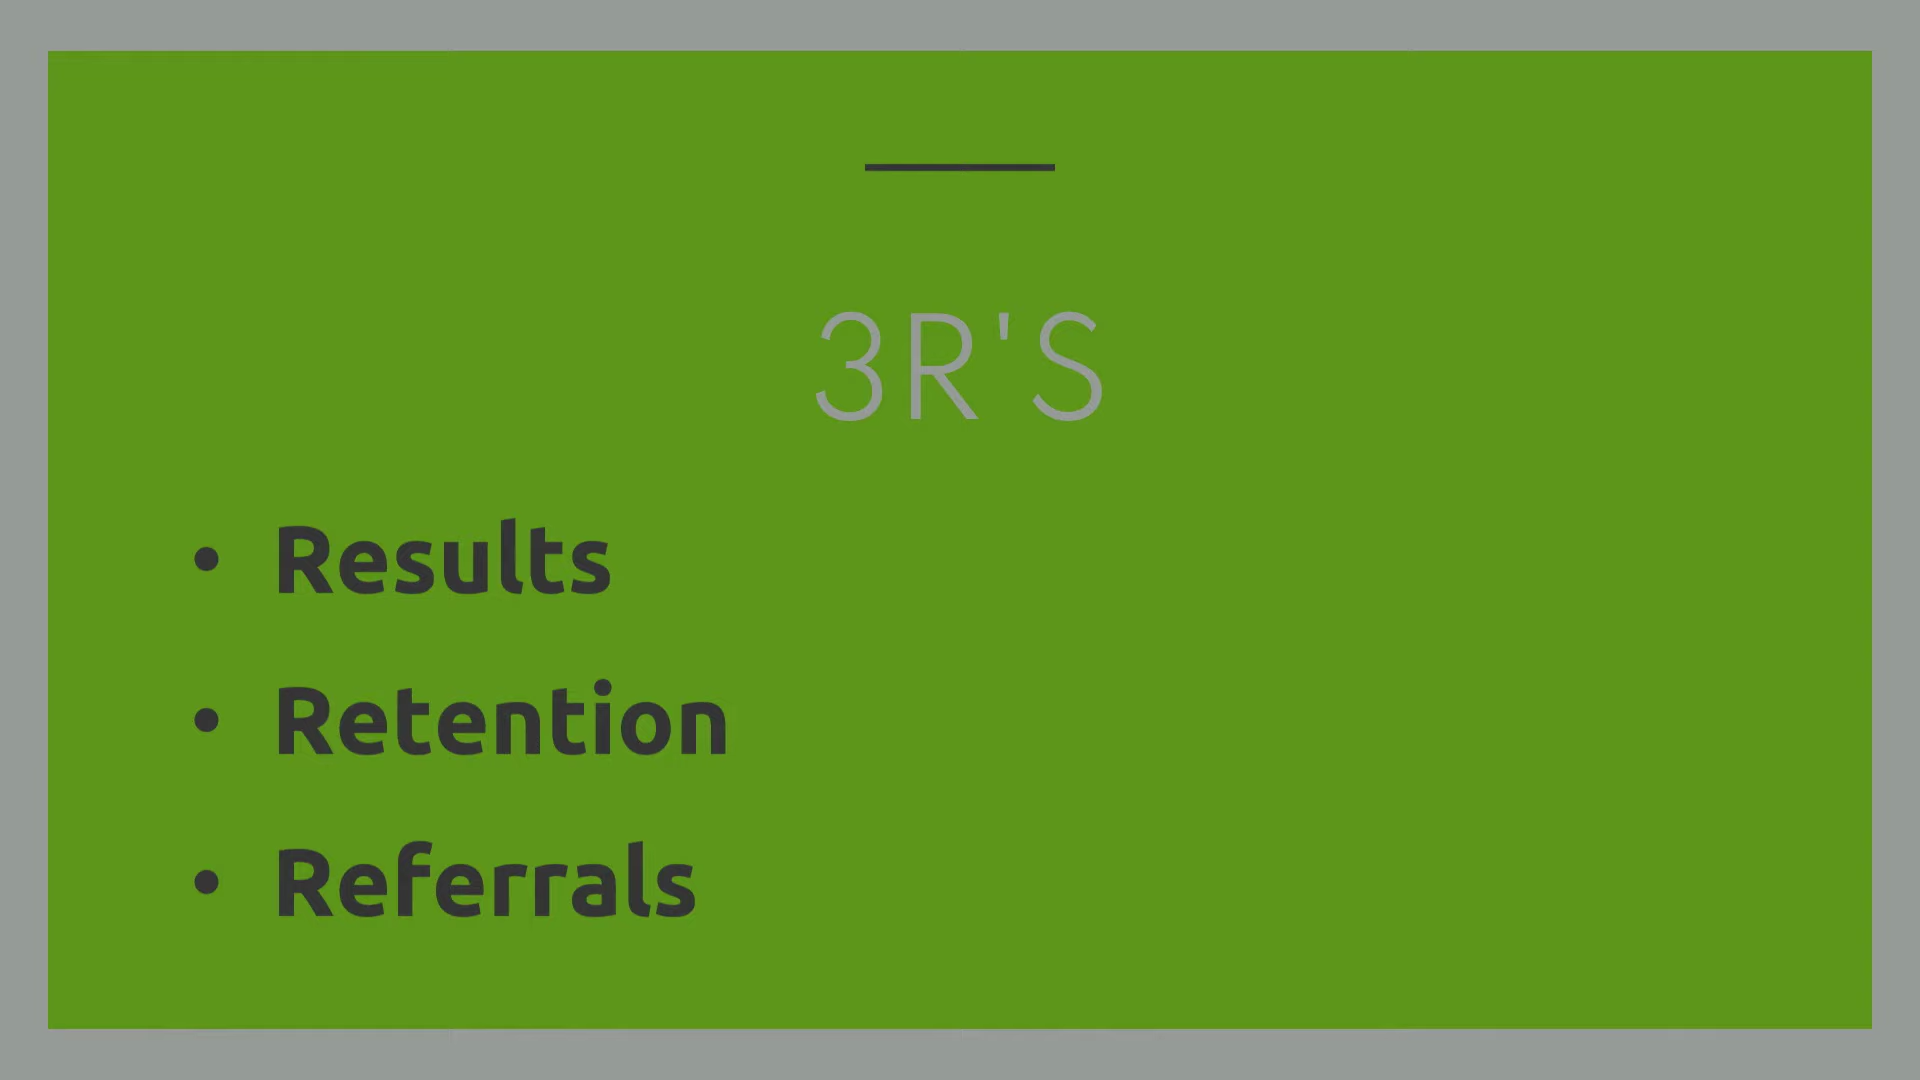 3R'S
• Results
• Retention
• Referrals